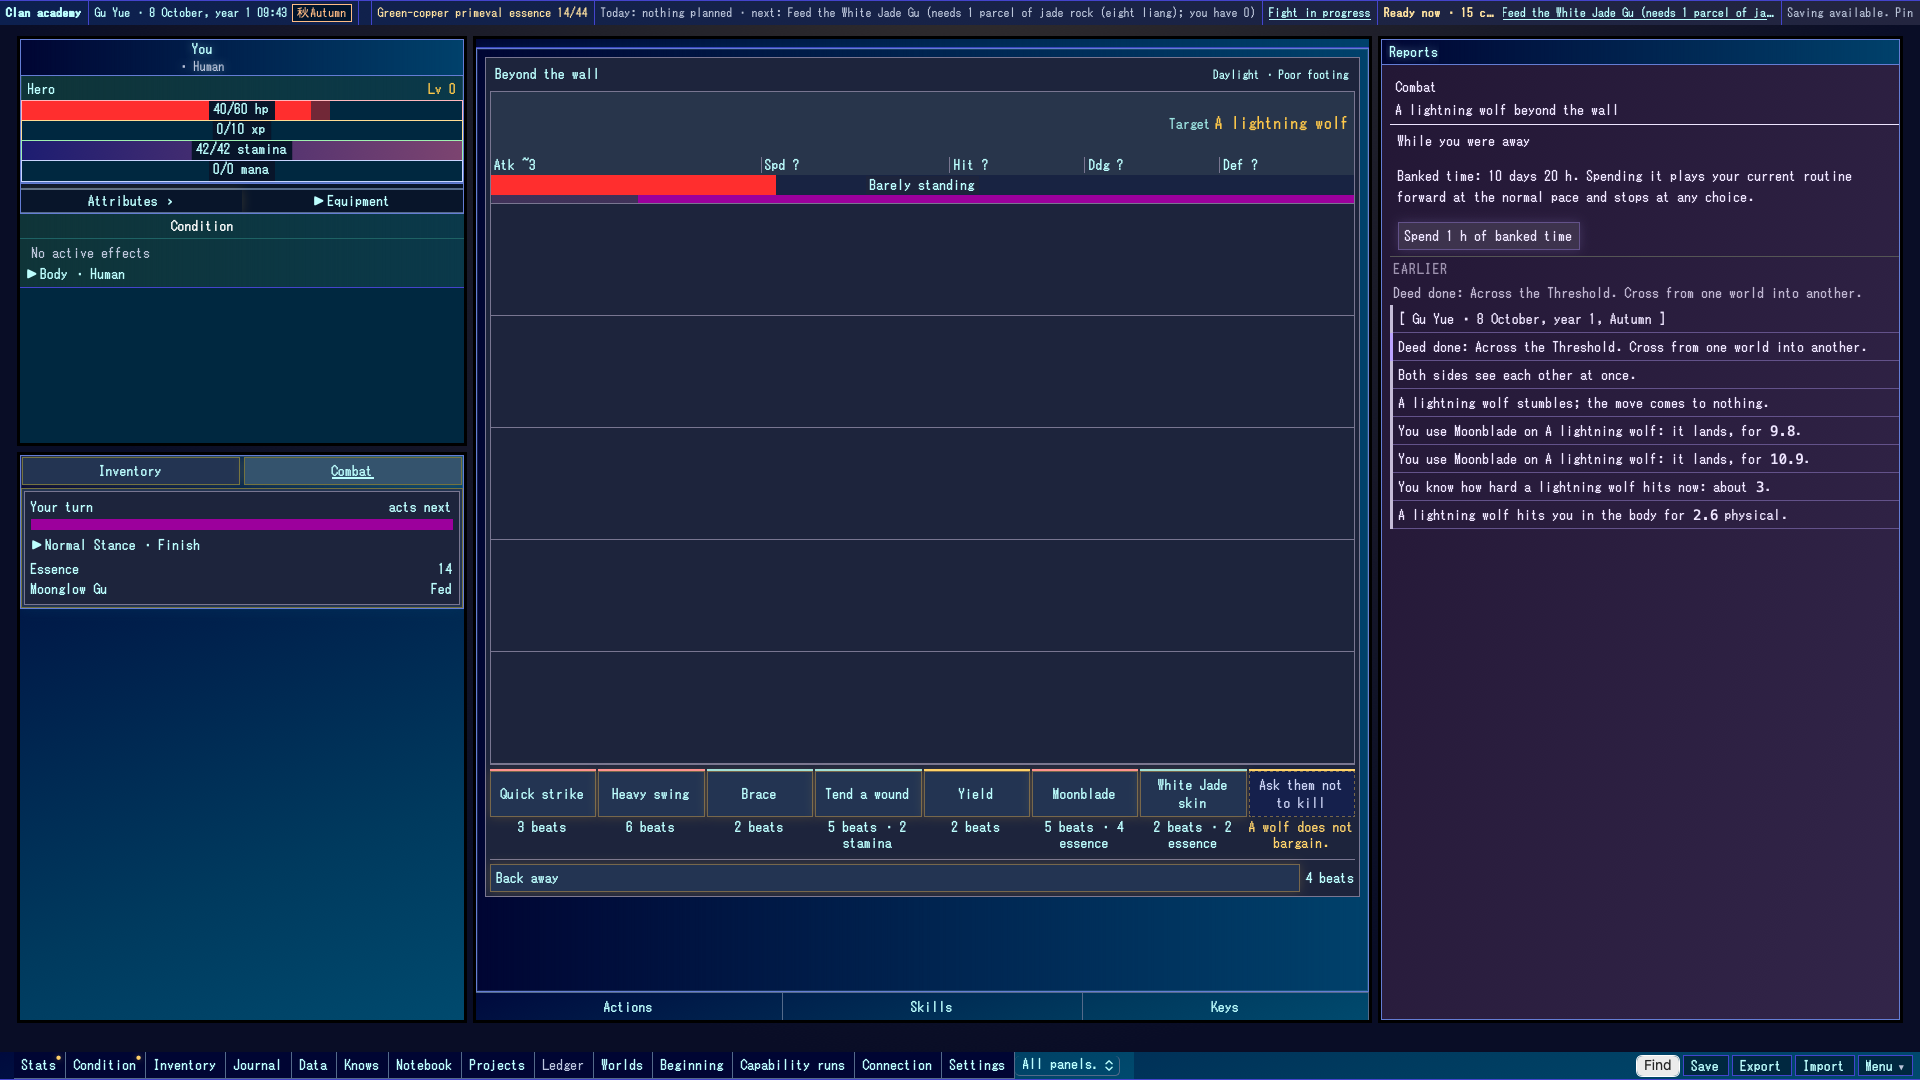 Clan academy
Gu Yue · 8 October, year 1 09:43
秋Autumn
Green-copper primeval essence 14/44
Today: nothing planned · next: Feed the White Jade Gu (needs 1 parcel of jade rock (eight liang); you have 0)
Fight in progress
Ready now · 15 c…
Feed the White Jade Gu (needs 1 parcel of ja…
Saving available. Pin
You
· Human
Hero
Lv 0
40/60 hp
0/10 xp
42/42 stamina
0/0 mana
Attributes ›
▶Equipment
Condition
No active effects
▶Body · Human
Inventory
Combat
Your turn
acts next
▶Normal Stance · Finish
Essence
14
Moonglow Gu
Fed
Beyond the wall
Daylight · Poor footing
Target A lightning wolf
Atk ~3
Spd ?
Hit ?
Ddg ?
Def ?
Barely standing
Quick strike
3 beats
Heavy swing
6 beats
Brace
2 beats
Tend a wound
5 beats · 2
stamina
Yield
2 beats
Moonblade
5 beats · 4
essence
White Jade
skin
2 beats · 2
essence
Ask them not
to kill
A wolf does not
bargain.
Back away
4 beats
Actions
Skills
Keys
Reports
Combat
A lightning wolf beyond the wall
While you were away
Banked time: 10 days 20 h. Spending it plays your current routine
forward at the normal pace and stops at any choice.
Spend 1 h of banked time
EARLIER
Deed done: Across the Threshold. Cross from one world into another.
[ Gu Yue · 8 October, year 1, Autumn ]
Deed done: Across the Threshold. Cross from one world into another.
Both sides see each other at once.
A lightning wolf stumbles; the move comes to nothing.
You use Moonblade on A lightning wolf: it lands, for 9.8.
You use Moonblade on A lightning wolf: it lands, for 10.9.
You know how hard a lightning wolf hits now: about 3.
A lightning wolf hits you in the body for 2.6 physical.
Stats
Condition
Inventory
Journal
Data
Knows
Notebook
Projects
Ledger
Worlds
Beginning
Capability runs
Connection
Settings
All panels.
Find
Save
Export
Import
Menu ▾